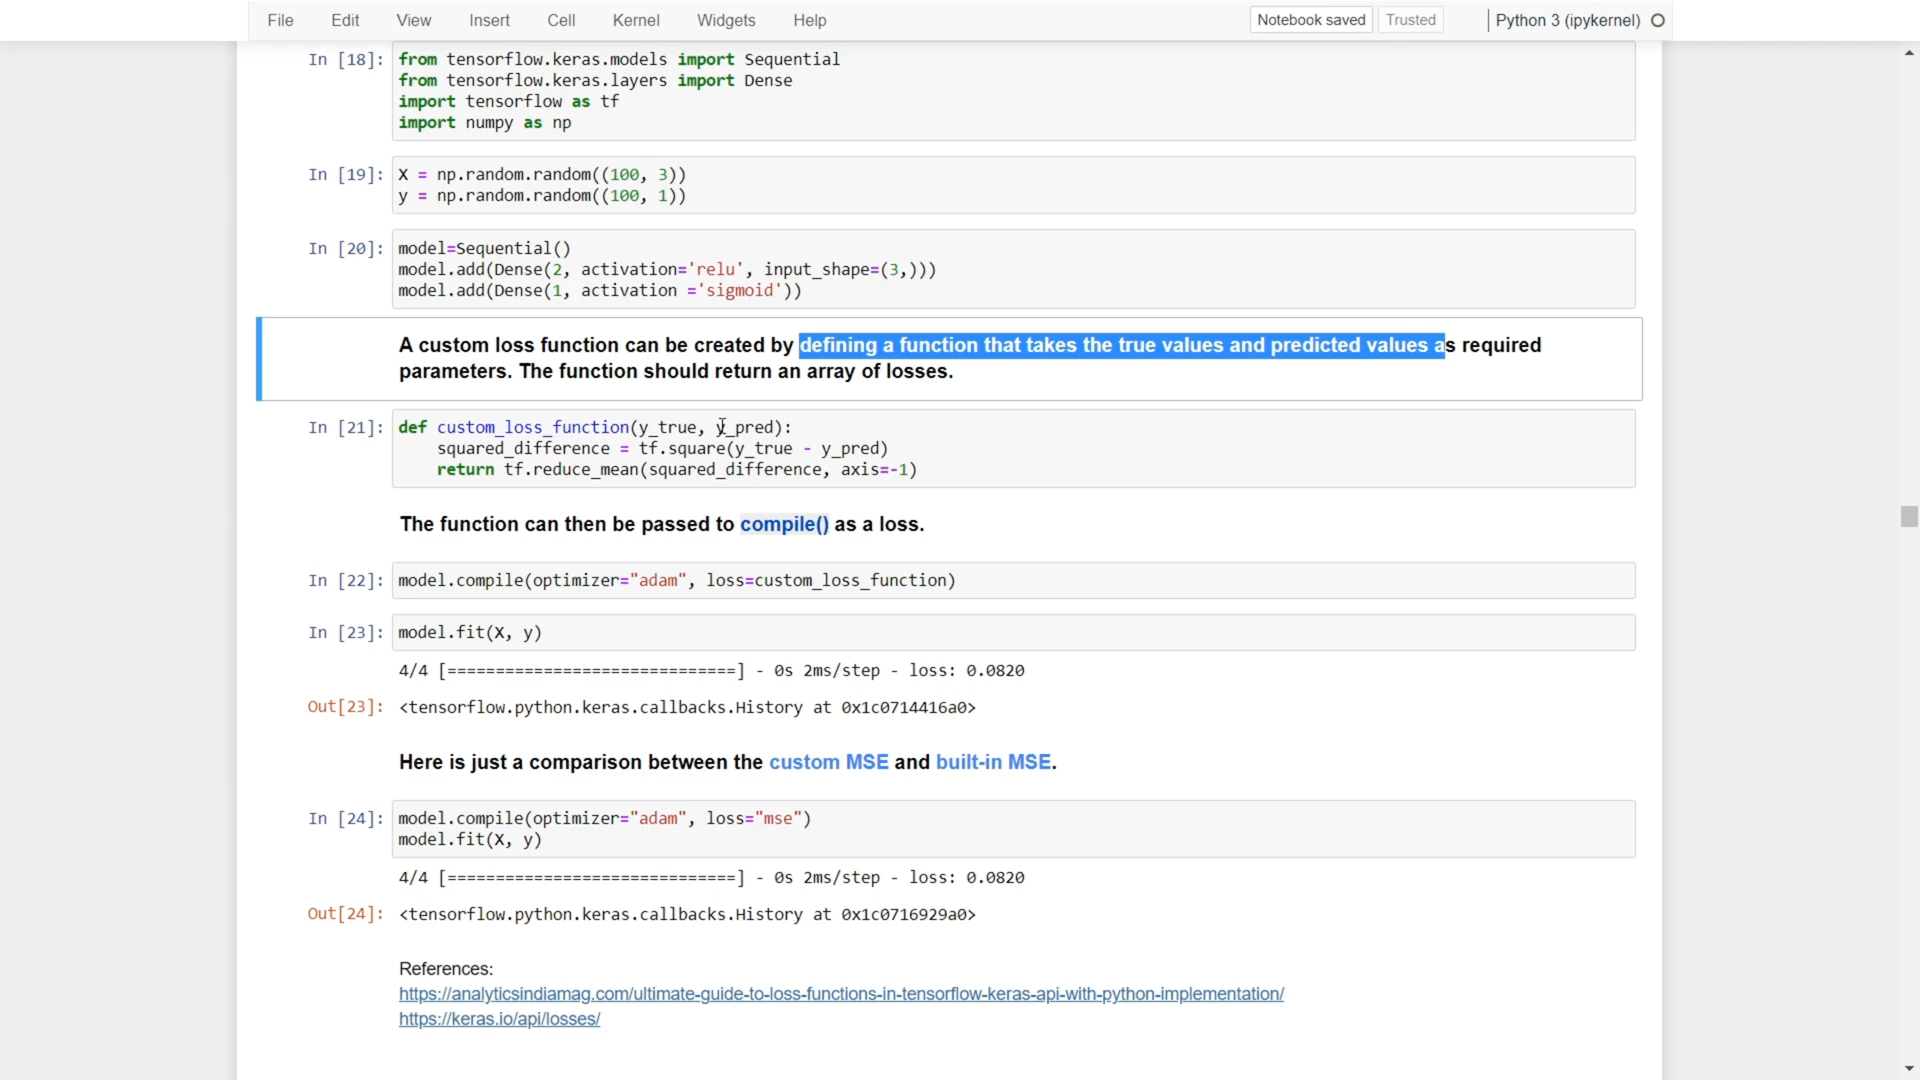 File Edit View Insert Cell Kernel Widgets Help Notebook saved Trusted Python 3 (ipykernel)
In [18]: from tensorflow.keras.models import Sequential
from tensorflow.keras.layers import Dense
import tensorflow as tf
import numpy as np
In [19]: X = np.random.random((100, 3))
y = np.random.random((100, 1))
In [20]: model=Sequential()
model.add(Dense(2, activation='relu', input_shape=(3,)))
model.add(Dense(1, activation ='sigmoid'))
A custom loss function can be created by defining a function that takes the true values and predicted values as required
parameters. The function should return an array of losses.
In [21]: def custom_loss_function(y_true, y_pred):
squared_difference = tf.square(y_true - y_pred)
return tf.reduce_mean(squared_difference, axis=-1)
The function can then be passed to compile() as a loss.
In [22]: model.compile(optimizer="adam", loss=custom_loss_function)
In [23]: model.fit(X, y)
4/4 [==============================] - 0s 2ms/step - loss: 0.0820
Out[23]: <tensorflow.python.keras.callbacks.History at 0x1c0714416a0>
Here is just a comparison between the custom MSE and built-in MSE.
In [24]: model.compile(optimizer="adam", loss="mse")
model.fit(X, y)
4/4 [==============================] - 0s 2ms/step - loss: 0.0820
Out[24]: <tensorflow.python.keras.callbacks.History at 0x1c0716929a0>
References:
https://analyticsindiamag.com/ultimate-guide-to-loss-functions-in-tensorflow-keras-api-with-python-implementation/
https://keras.io/api/losses/